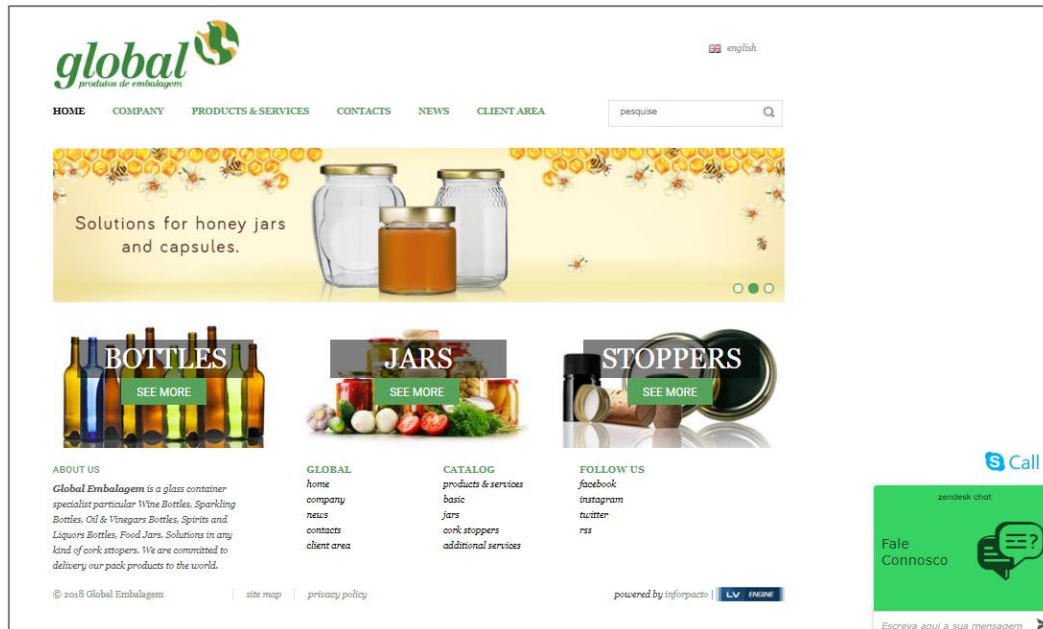 global
produtos de embalagem
english
HOME COMPANY PRODUCTS & SERVICES CONTACTS NEWS CLIENT AREA
pesquise
Solutions for honey jars
and capsules.
BOTTLES
SEE MORE
JARS
SEE MORE
STOPPERS
SEE MORE
ABOUT US
Global Embalagem is a glass container
specialist particular Wine Bottles, Sparkling
Bottles, Oil & Vinegars Bottles, Spirits and
Liquors Bottles, Food Jars. Solutions in any
kind of cork sttopers. We are committed to
delivery our pack products to the world.
GLOBAL
home
company
news
contacts
client area
CATALOG
products & services
basic
jars
cork stoppers
additional services
FOLLOW US
facebook
instagram
twitter
rss
© 2018 Global Embalagem
site map
privacy policy
powered by inforpacto | LV ENGINE
S Call
zendesk chat
Fale
Connosco
Escreva aqui a sua mensagem